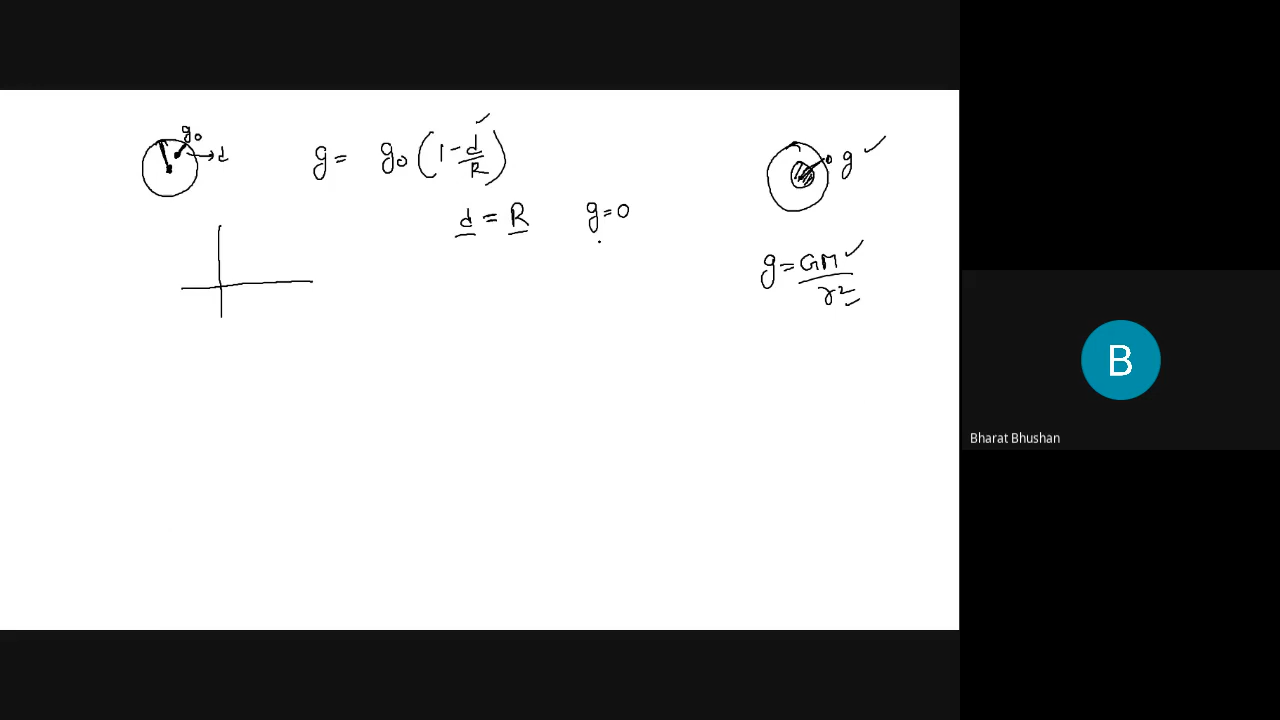 g₀
d
g = g₀ (1 - d/R)
d = R g = 0
g
g = GM/r²
B
Bharat Bhushan